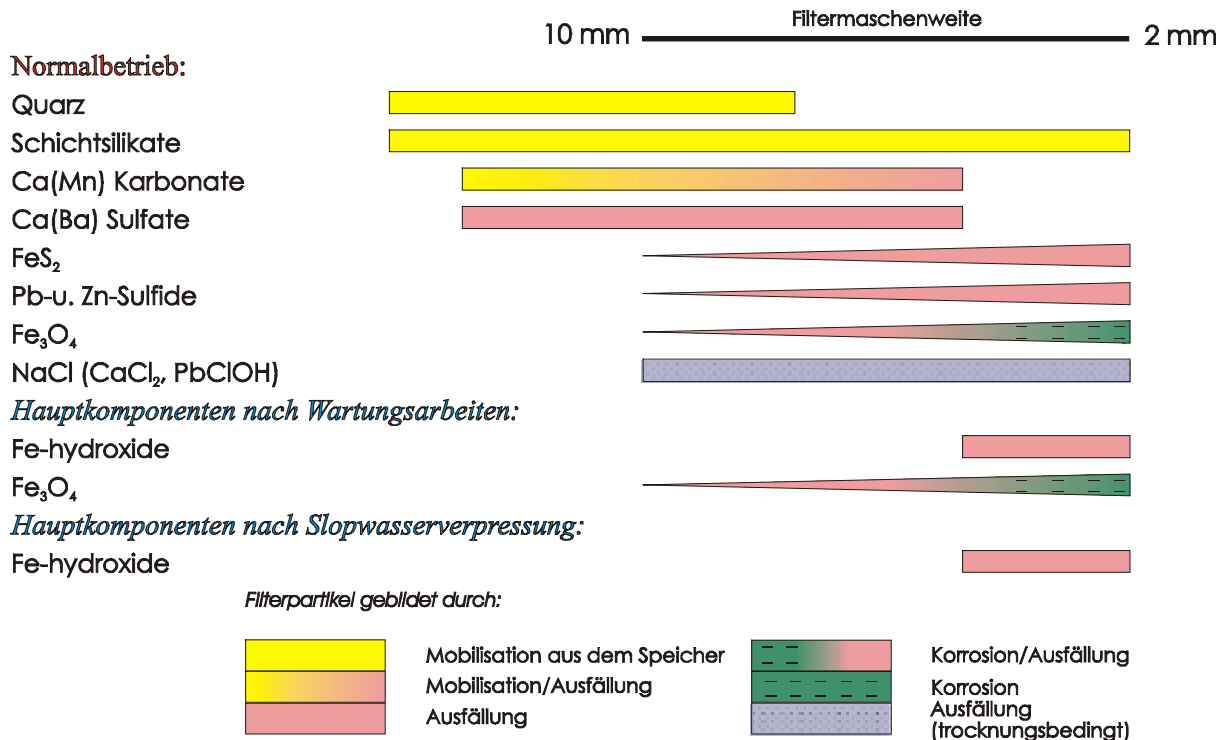 Filtermaschenweite
10 mm 2 mm
Normalbetrieb:
Quarz
Schichtsilikate
Ca(Mn) Karbonate
Ca(Ba) Sulfate
FeS₂
Pb-u. Zn-Sulfide
Fe₃O₄
NaCl (CaCl₂, PbClOH)
Hauptkomponenten nach Wartungsarbeiten:
Fe-hydroxide
Fe₃O₄
Hauptkomponenten nach Slopwasserverpressung:
Fe-hydroxide
Filterpartikel gebildet durch:
Mobilisation aus dem Speicher
Mobilisation/Ausfällung
Ausfällung
Korrosion/Ausfällung
Korrosion
Ausfällung
(trocknungsbedingt)